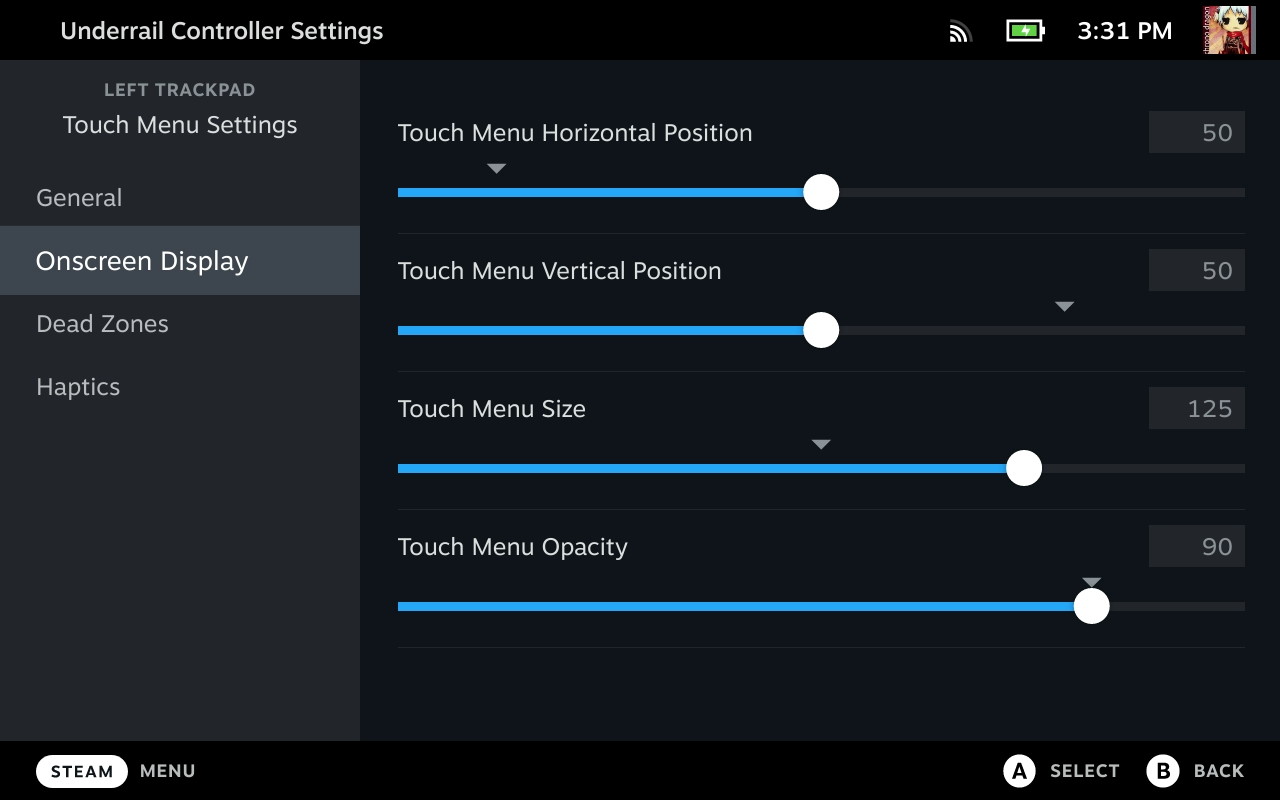 Underrail Controller Settings
3:31 PM
LEFT TRACKPAD
Touch Menu Settings
General
Onscreen Display
Dead Zones
Haptics
Touch Menu Horizontal Position
50
Touch Menu Vertical Position
50
Touch Menu Size
125
Touch Menu Opacity
90
STEAM MENU
A SELECT B BACK